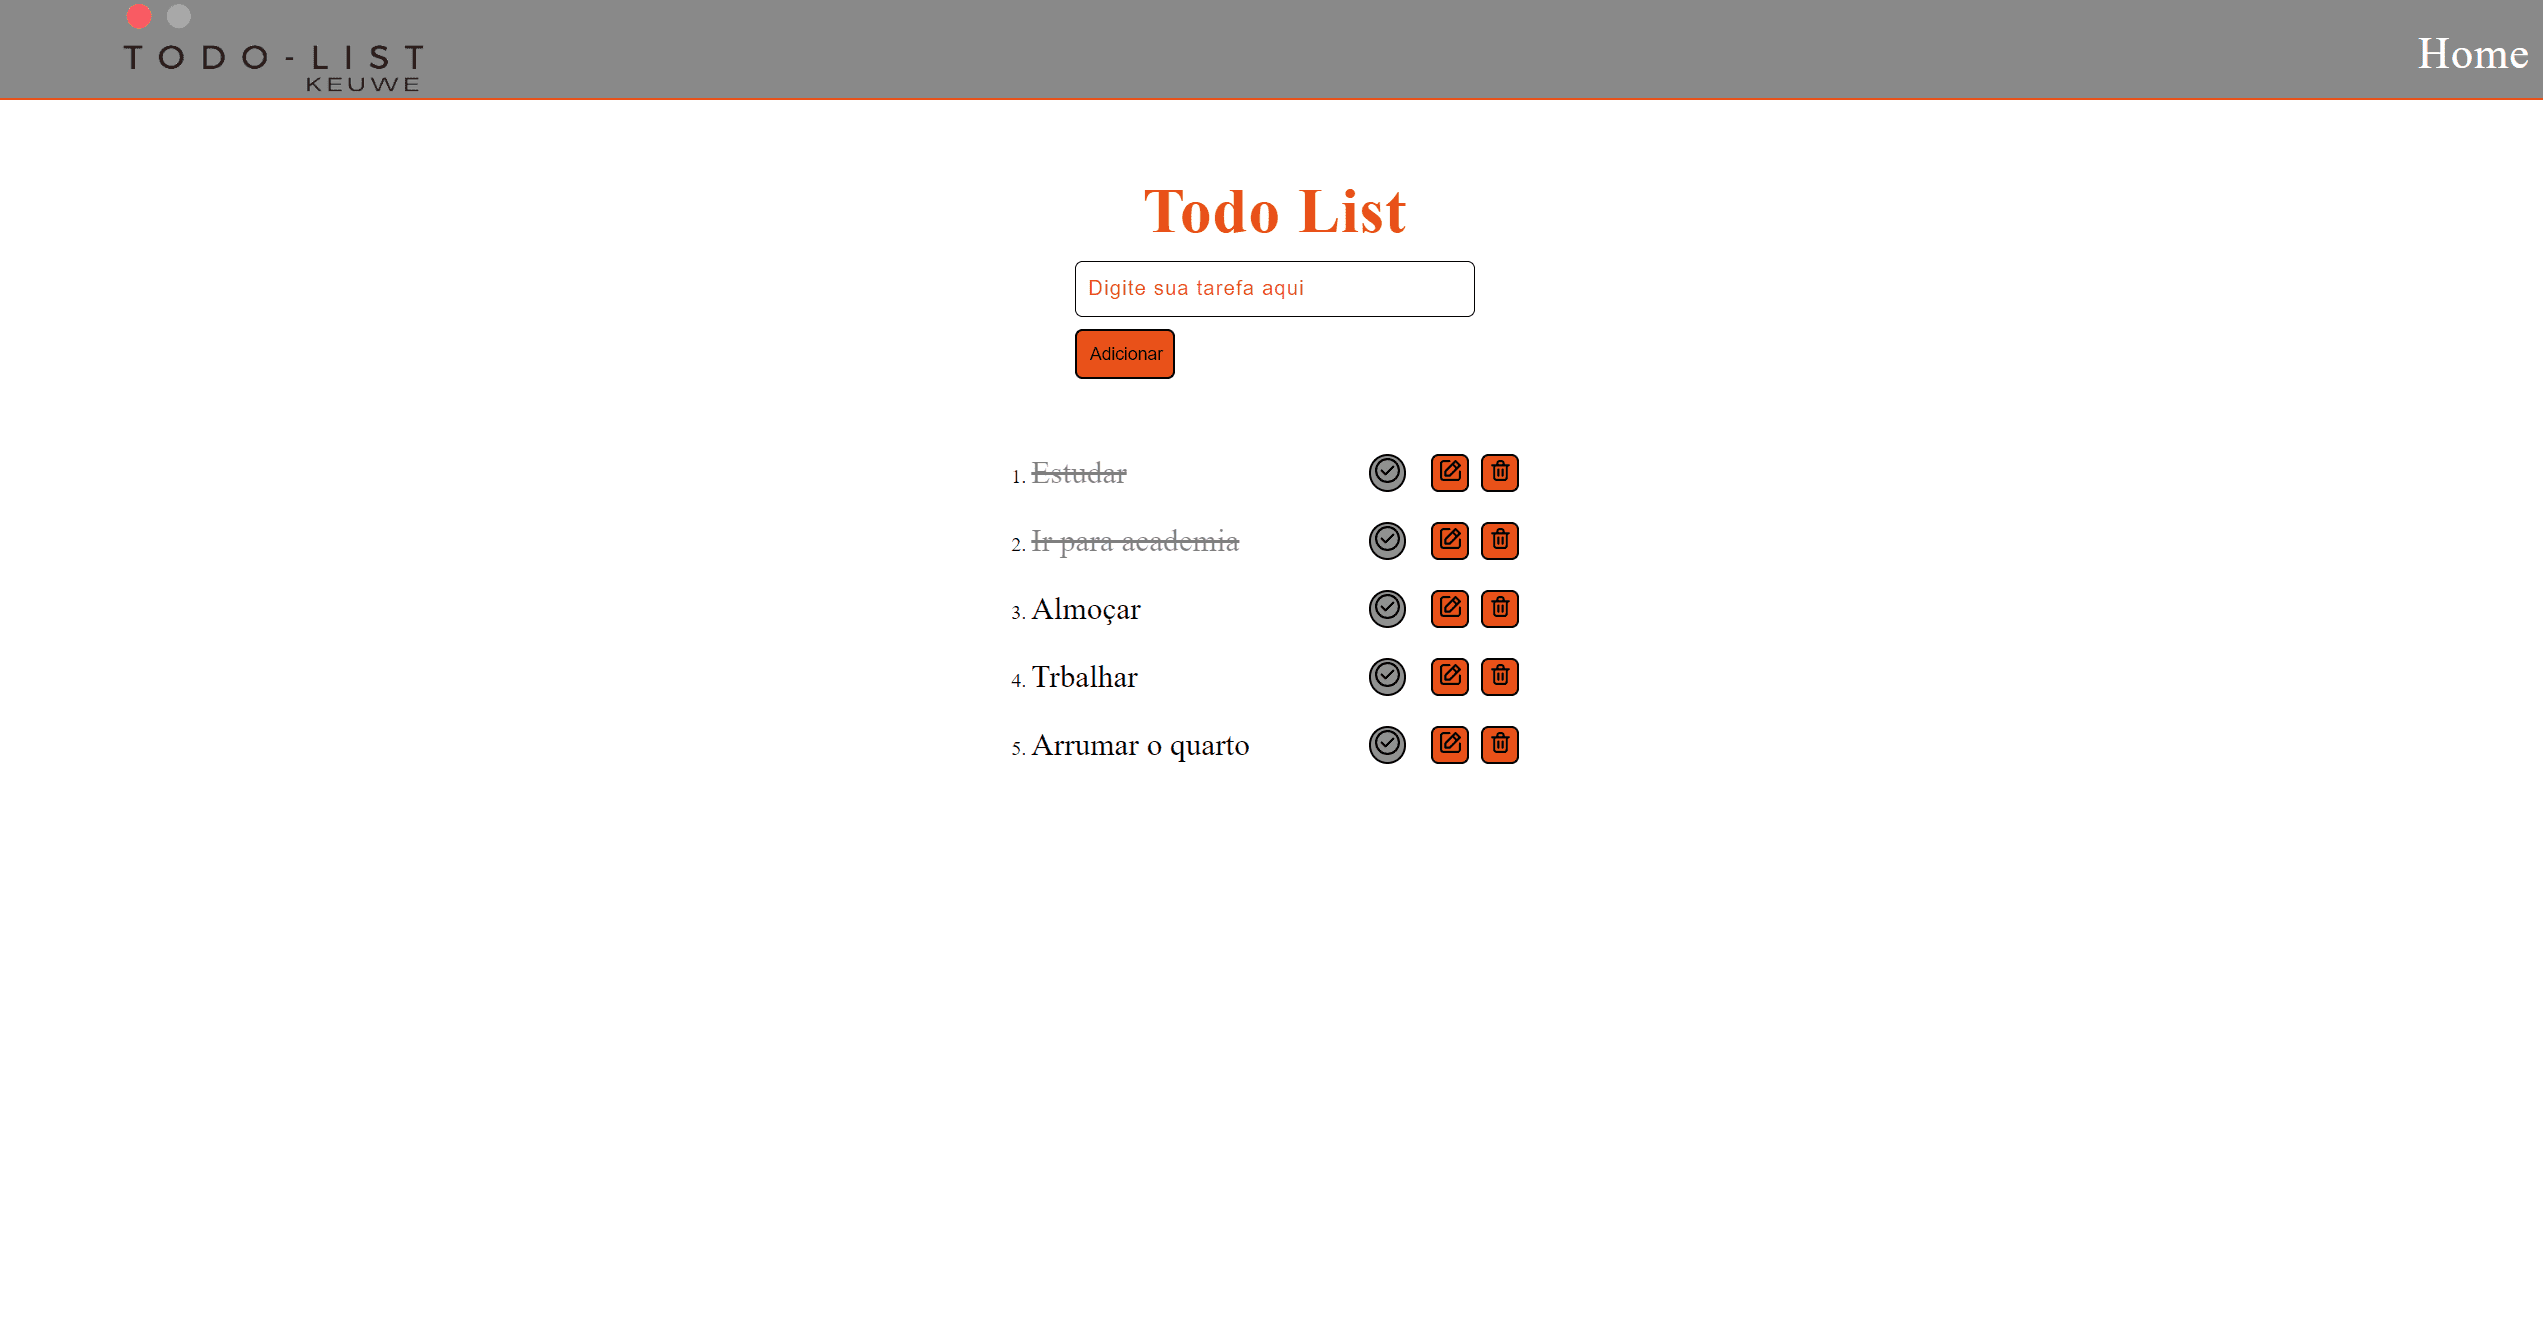 TODO-LIST
KEUWE
Home
Todo List
Digite sua tarefa aqui
Adicionar
1. Estudar
2. Ir para academia
3. Almoçar
4. Trbalhar
5. Arrumar o quarto